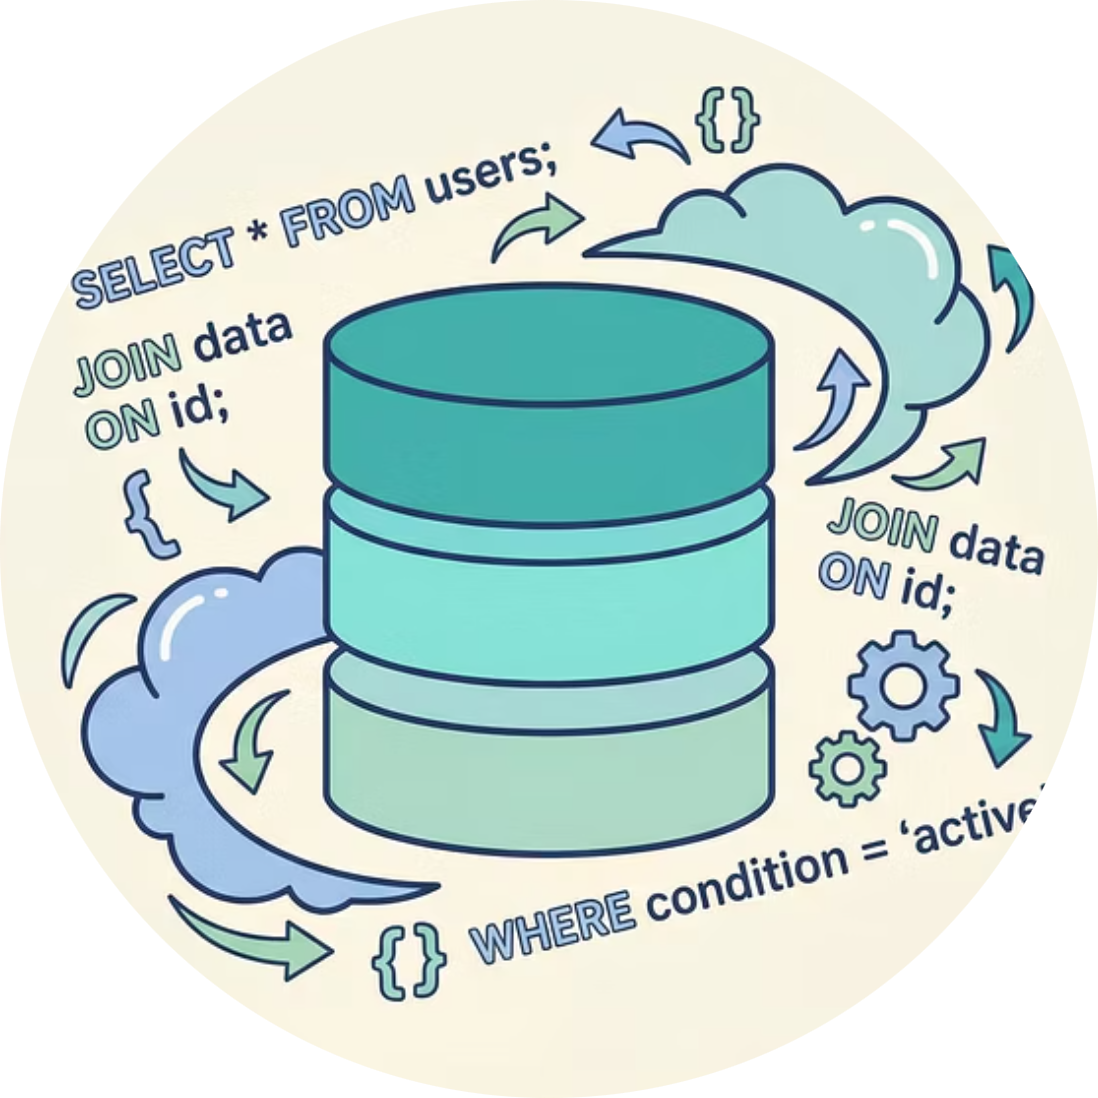 {}
SELECT * FROM users;
JOIN data
ON id;
{
JOIN data
ON id;
WHERE condition = ‘active’
{}